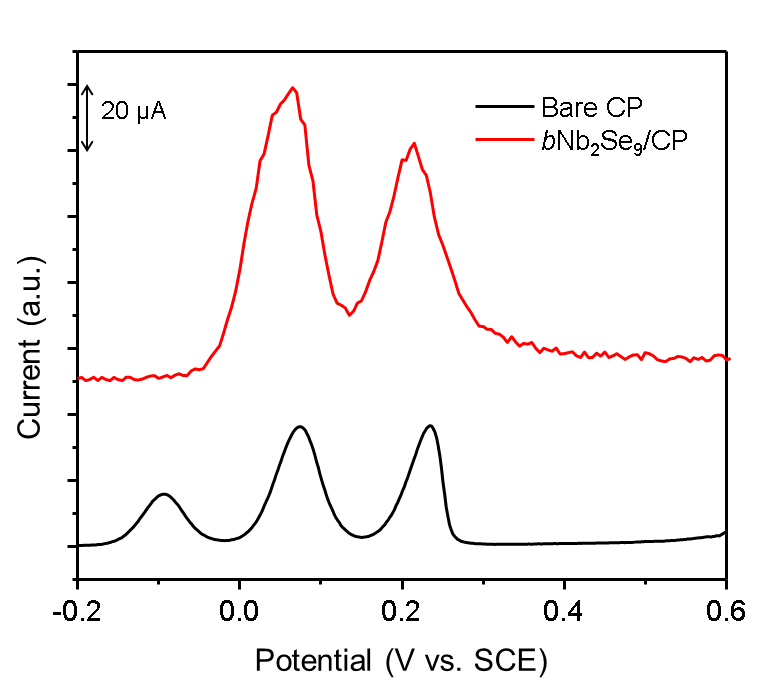 20 μA
Bare CP
bNb₂Se₉/CP
Current (a.u.)
-0.2 0.0 0.2 0.4 0.6
Potential (V vs. SCE)